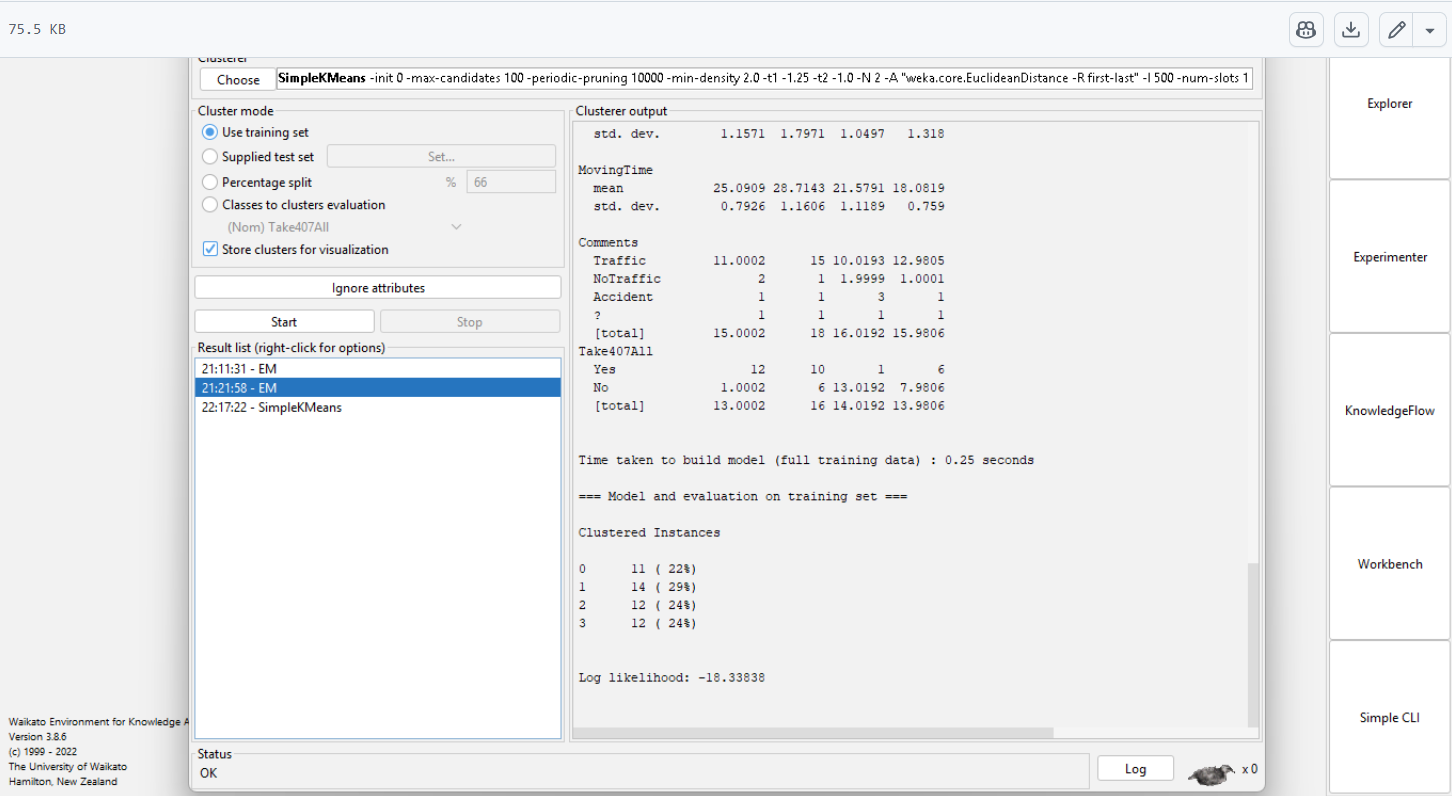 75.5 KB
Clusterer
Choose SimpleKMeans -init 0 -max-candidates 100 -periodic-pruning 10000 -min-density 2.0 -t1 -1.25 -t2 -1.0 -N 2 -A "weka.core.EuclideanDistance -R first-last" -I 500 -num-slots 1
Cluster mode
Use training set
Supplied test set Set...
Percentage split % 66
Classes to clusters evaluation
(Nom) Take407All
Store clusters for visualization
Ignore attributes
Start Stop
Result list (right-click for options)
21:11:31 - EM
21:21:58 - EM
22:17:22 - SimpleKMeans
Clusterer output
std. dev. 1.1571 1.7971 1.0497 1.318
MovingTime
mean 25.0909 28.7143 21.5791 18.0819
std. dev. 0.7926 1.1606 1.1189 0.759
Comments
Traffic 11.0002 15 10.0193 12.9805
NoTraffic 2 1 1.9999 1.0001
Accident 1 1 3 1
? 1 1 1 1
[total] 15.0002 18 16.0192 15.9806
Take407All
Yes 12 10 1 6
No 1.0002 6 13.0192 7.9806
[total] 13.0002 16 14.0192 13.9806
Time taken to build model (full training data) : 0.25 seconds
=== Model and evaluation on training set ===
Clustered Instances
0 11 ( 22%)
1 14 ( 29%)
2 12 ( 24%)
3 12 ( 24%)
Log likelihood: -18.33838
Explorer
Experimenter
KnowledgeFlow
Workbench
Simple CLI
Waikato Environment for Knowledge A
Version 3.8.6
(c) 1999 - 2022
The University of Waikato
Hamilton, New Zealand
Status
OK
Log x 0